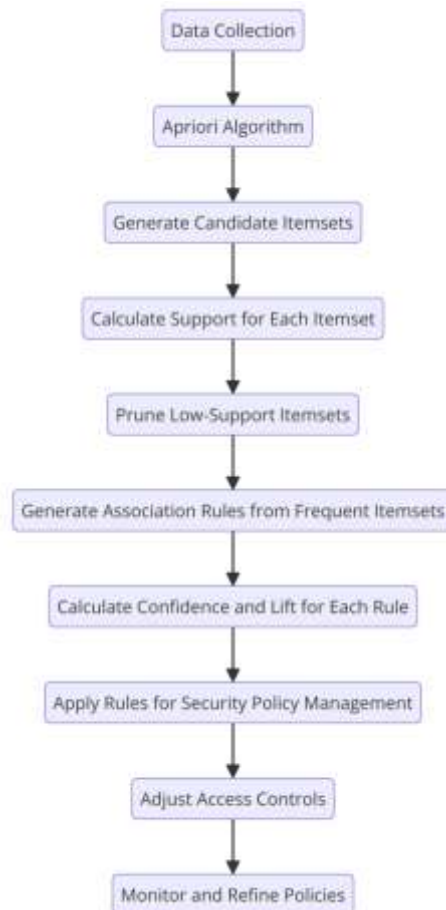 Data Collection
Apriori Algorithm
Generate Candidate Itemsets
Calculate Support for Each Itemset
Prune Low-Support Itemsets
Generate Association Rules from Frequent Itemsets
Calculate Confidence and Lift for Each Rule
Apply Rules for Security Policy Management
Adjust Access Controls
Monitor and Refine Policies